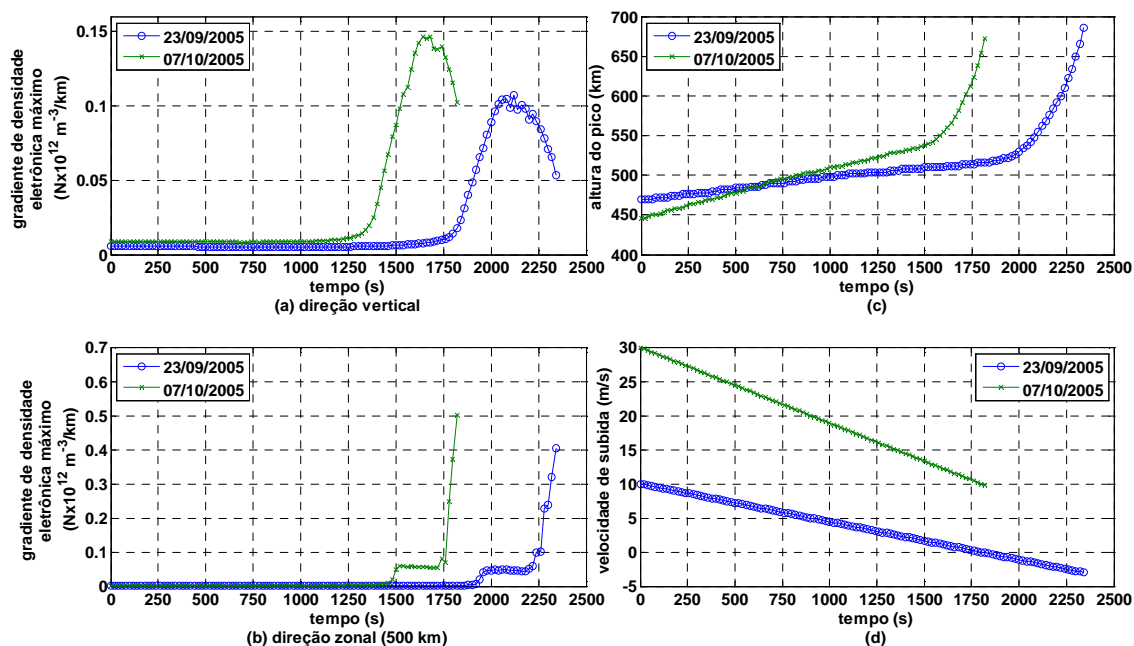 gradiente de densidade
eletrônica máximo
(Nx10¹² m⁻³/km)
0.15
0.1
0.05
0
23/09/2005
07/10/2005
0 250 500 750 1000 1250 1500 1750 2000 2250 2500
tempo (s)
(a) direção vertical
altura do pico (km)
700
650
600
550
500
450
400
23/09/2005
07/10/2005
0 250 500 750 1000 1250 1500 1750 2000 2250 2500
tempo (s)
(c)
gradiente de densidade
eletrônica máximo
(Nx10¹² m⁻³/km)
0.7
0.6
0.5
0.4
0.3
0.2
0.1
0
23/09/2005
07/10/2005
0 250 500 750 1000 1250 1500 1750 2000 2250 2500
tempo (s)
(b) direção zonal (500 km)
velocidade de subida (m/s)
30
25
20
15
10
5
0
-5
23/09/2005
07/10/2005
0 250 500 750 1000 1250 1500 1750 2000 2250 2500
tempo (s)
(d)